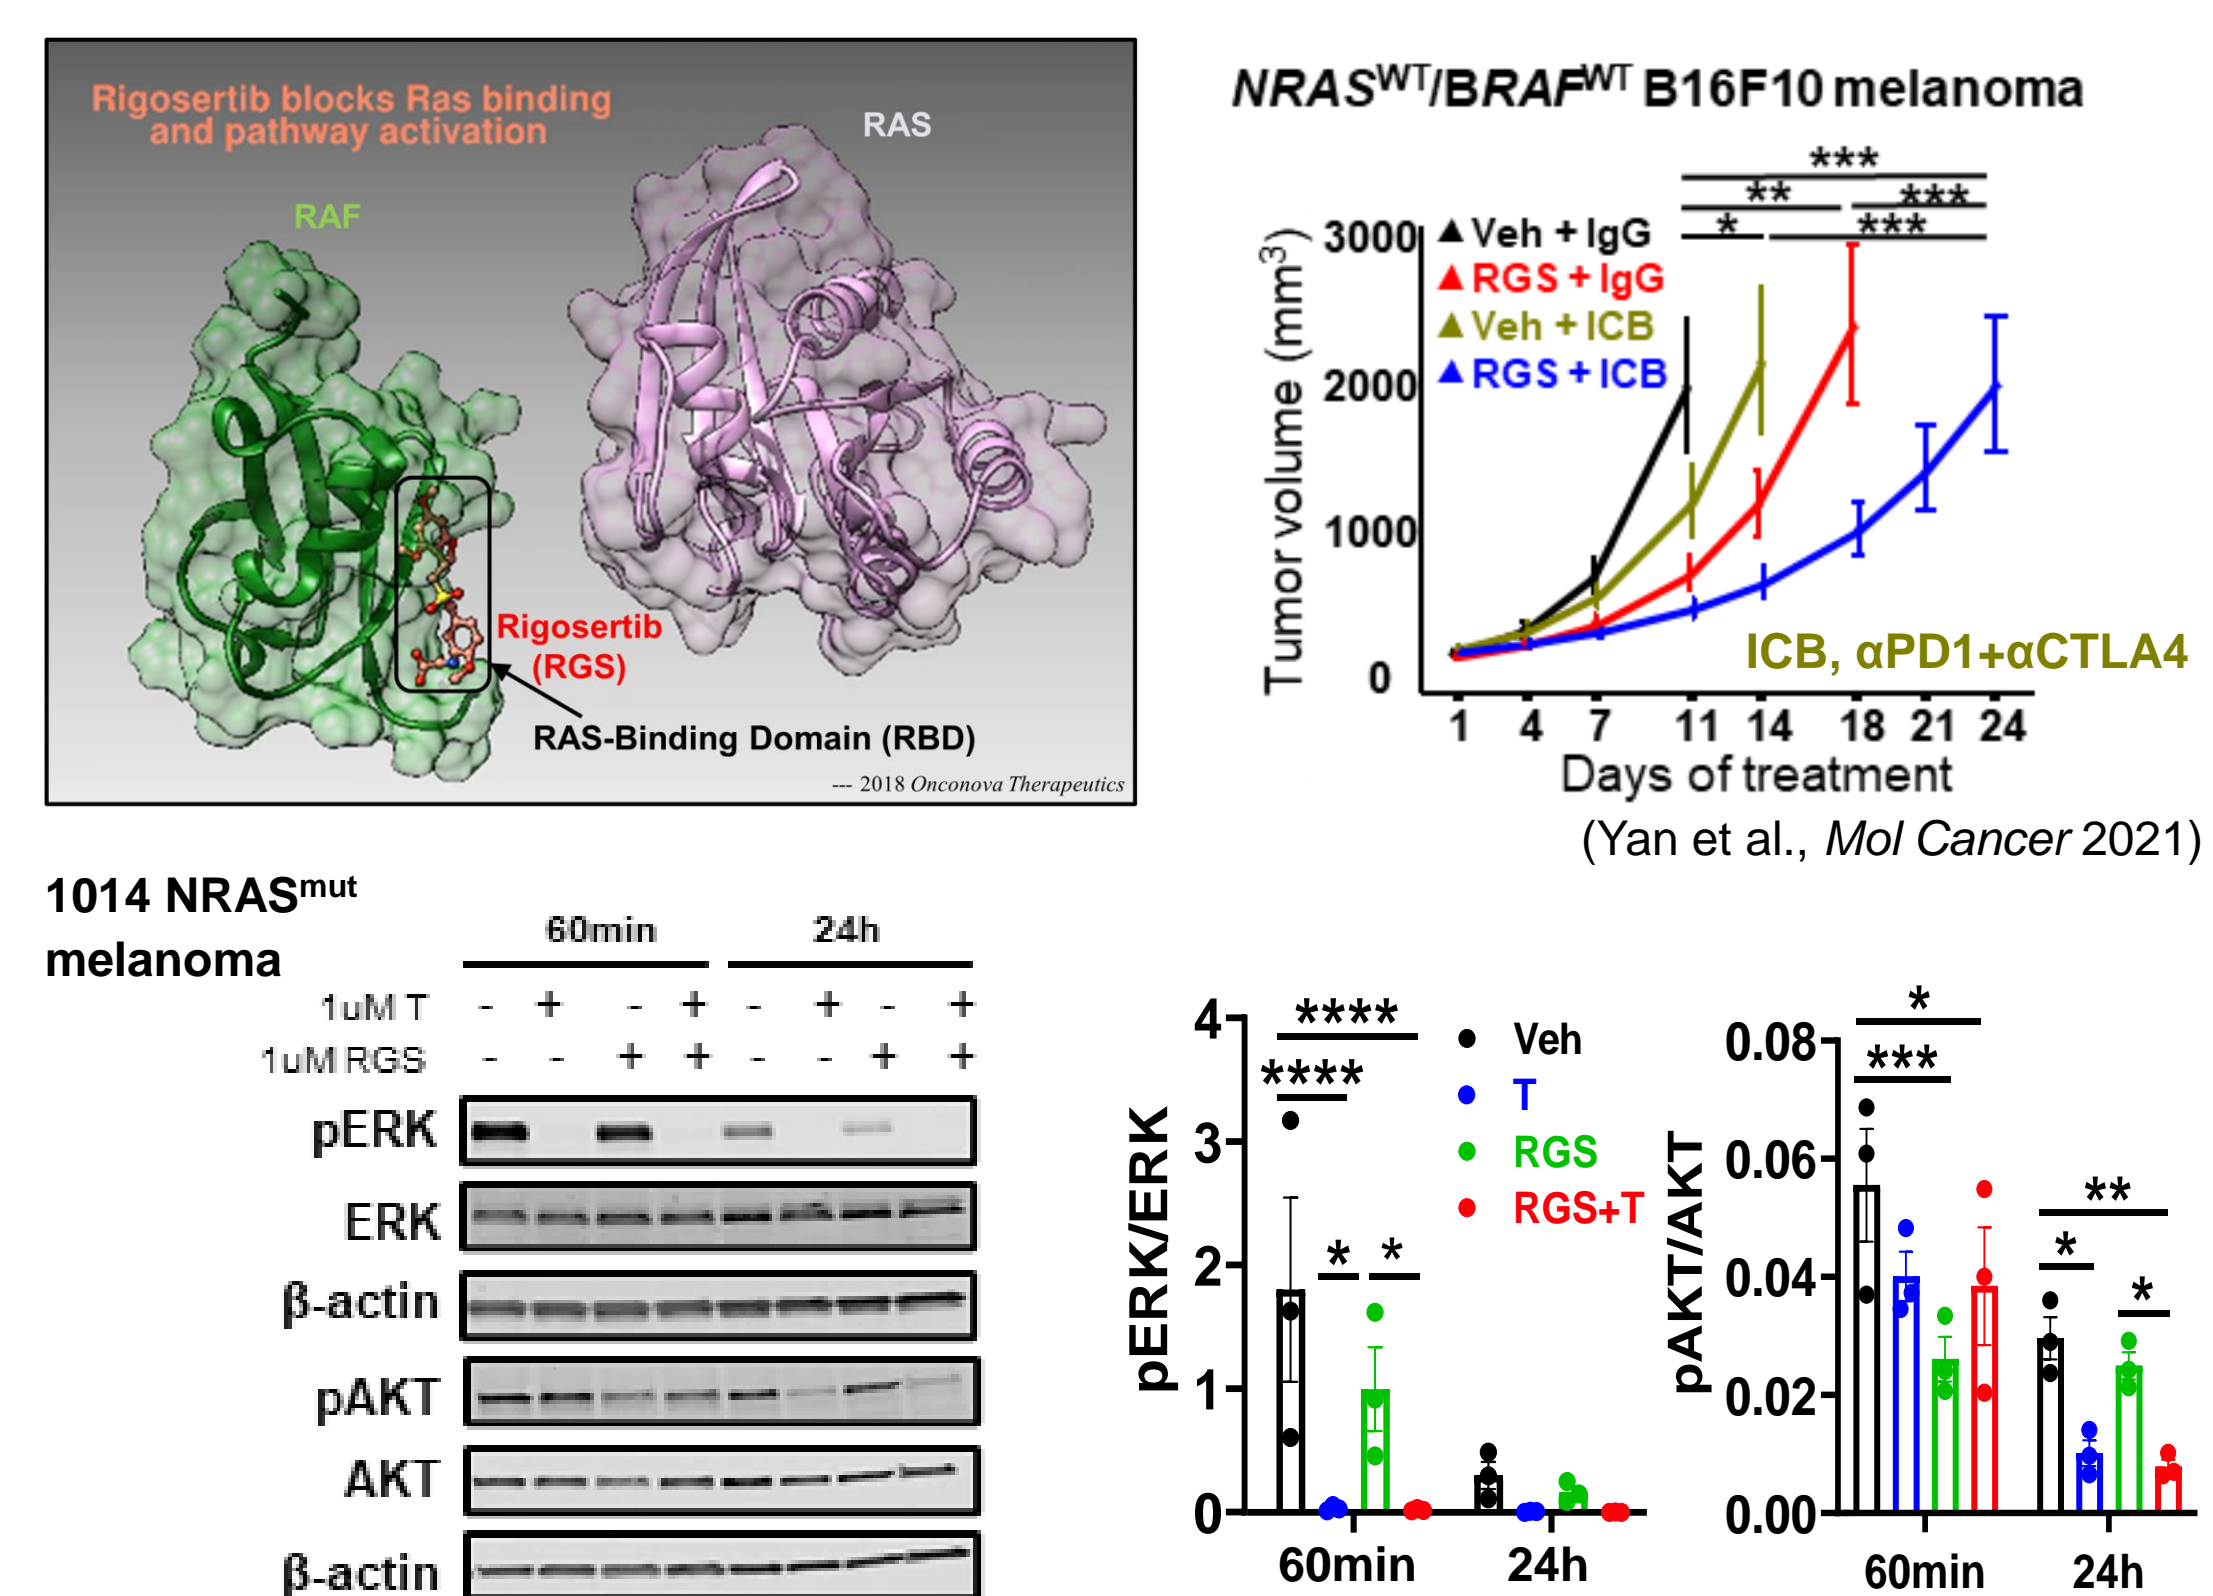 Rigosertib blocks Ras binding
and pathway activation
RAS
RAF
Rigosertib
(RGS)
RAS-Binding Domain (RBD)
--- 2018 Onconova Therapeutics
NRASWT/BRAFWT B16F10 melanoma
***
** ***
* ***
Tumor volume (mm3)
3000
2000
1000
0
▲ Veh + IgG
▲ RGS + IgG
▲ Veh + ICB
▲ RGS + ICB
ICB, αPD1+αCTLA4
1 4 7 11 14 18 21 24
Days of treatment
(Yan et al., Mol Cancer 2021)
1014 NRASmut
melanoma
60min 24h
1uM T - + - + - + - +
1uM RGS - - + + - - + +
pERK
ERK
β-actin
pAKT
AKT
β-actin
pERK/ERK
4
3
2
1
0
****
****
* *
Veh
T
RGS
RGS+T
60min 24h
pAKT/AKT
0.08
0.06
0.04
0.02
0.00
*
***
**
*
*
60min 24h